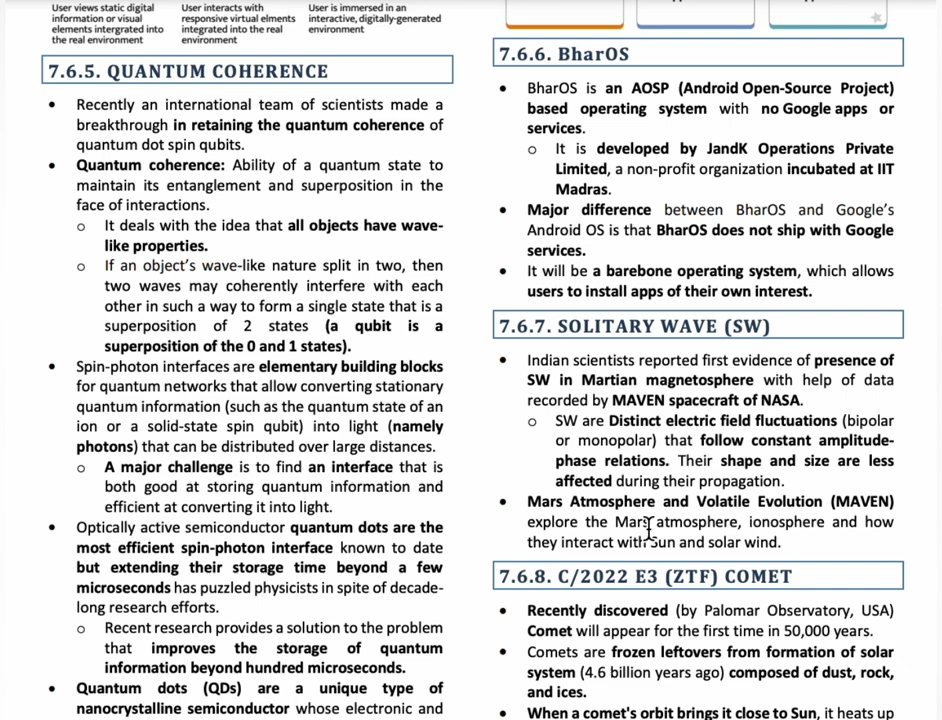 User views static digital
information or visual
elements intergrated into
the real environment
User interacts with
responsive virtual elments
integrated into the real
environment
User is immersed in an
interactive, digitally-generated
environment
7.6.5. QUANTUM COHERENCE
• Recently an international team of scientists made a
breakthrough in retaining the quantum coherence of
quantum dot spin qubits.
• Quantum coherence: Ability of a quantum state to
maintain its entanglement and superposition in the
face of interactions.
o It deals with the idea that all objects have wave-
like properties.
o If an object's wave-like nature split in two, then
two waves may coherently interfere with each
other in such a way to form a single state that is a
superposition of 2 states (a qubit is a
superposition of the 0 and 1 states).
• Spin-photon interfaces are elementary building blocks
for quantum networks that allow converting stationary
quantum information (such as the quantum state of an
ion or a solid-state spin qubit) into light (namely
photons) that can be distributed over large distances.
o A major challenge is to find an interface that is
both good at storing quantum information and
efficient at converting it into light.
• Optically active semiconductor quantum dots are the
most efficient spin-photon interface known to date
but extending their storage time beyond a few
microseconds has puzzled physicists in spite of decade-
long research efforts.
o Recent research provides a solution to the problem
that improves the storage of quantum
information beyond hundred microseconds.
• Quantum dots (QDs) are a unique type of
nanocrystalline semiconductor whose electronic and
7.6.6. BharOS
• BharOS is an AOSP (Android Open-Source Project)
based operating system with no Google apps or
services.
o It is developed by JandK Operations Private
Limited, a non-profit organization incubated at IIT
Madras.
• Major difference between BharOS and Google's
Android OS is that BharOS does not ship with Google
services.
• It will be a barebone operating system, which allows
users to install apps of their own interest.
7.6.7. SOLITARY WAVE (SW)
• Indian scientists reported first evidence of presence of
SW in Martian magnetosphere with help of data
recorded by MAVEN spacecraft of NASA.
o SW are Distinct electric field fluctuations (bipolar
or monopolar) that follow constant amplitude-
phase relations. Their shape and size are less
affected during their propagation.
• Mars Atmosphere and Volatile Evolution (MAVEN)
explore the Mars atmosphere, ionosphere and how
they interact with Sun and solar wind.
7.6.8. C/2022 E3 (ZTF) COMET
• Recently discovered (by Palomar Observatory, USA)
Comet will appear for the first time in 50,000 years.
• Comets are frozen leftovers from formation of solar
system (4.6 billion years ago) composed of dust, rock,
and ices.
• When a comet's orbit brings it close to Sun, it heats up